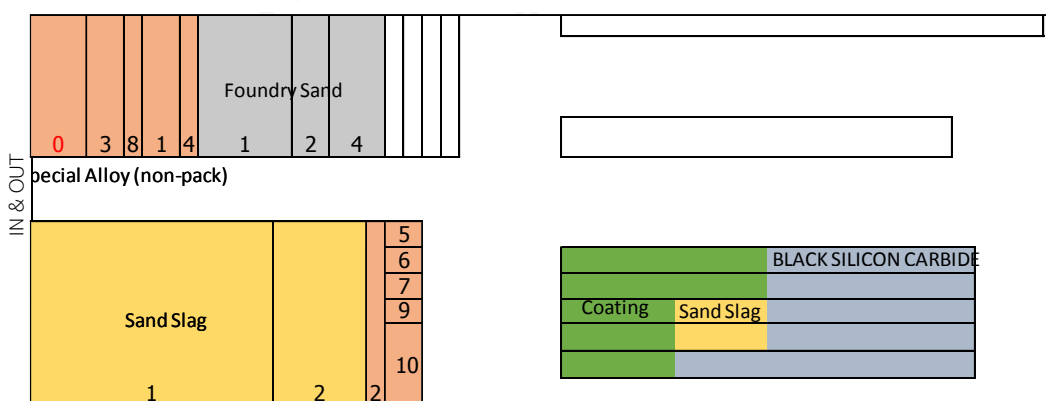 Foundry Sand
0 3 8 1 4 1 2 4
pecial Alloy (non-pack)
IN & OUT
5
6
7
9
10
Sand Slag
1 2 2
BLACK SILICON CARBIDE
Coating Sand Slag